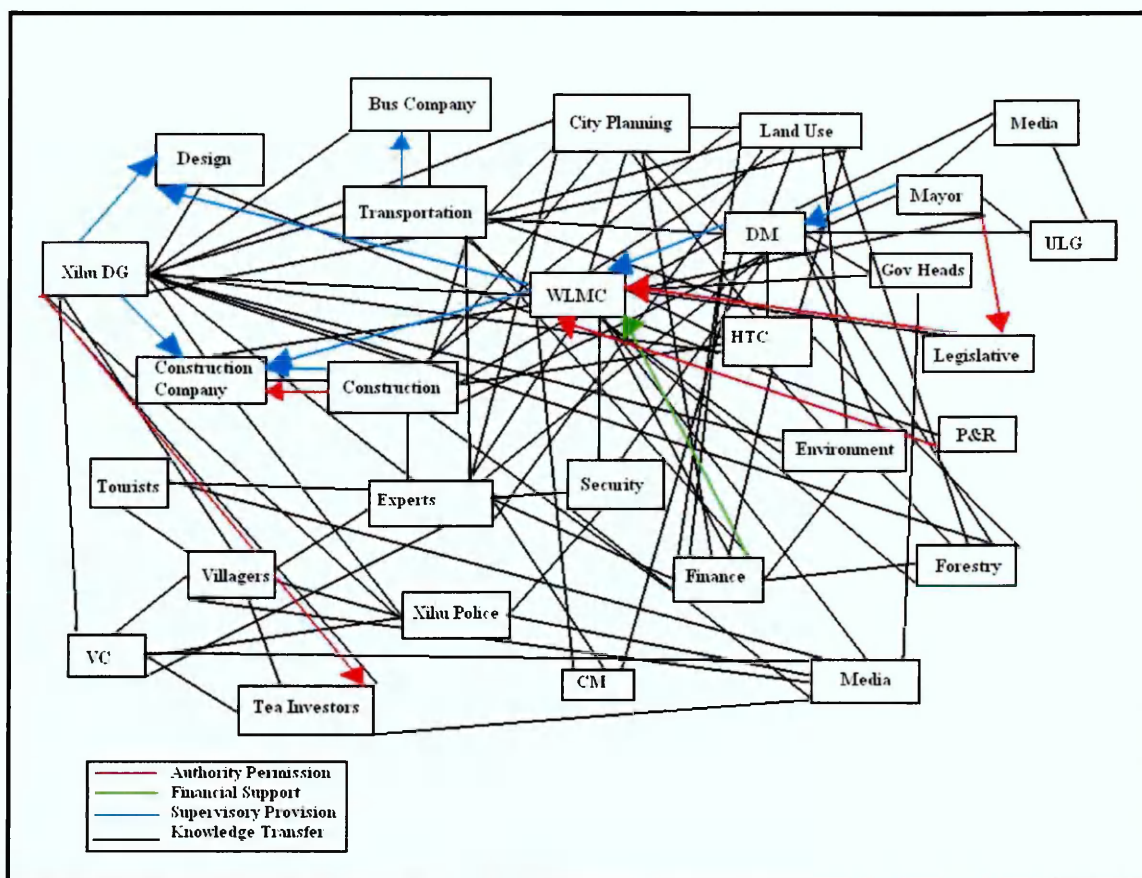 Bus Company
City Planning
Land Use
Media
Design
Transportation
Mayor
DM
ULG
Xihu DG
Gov Heads
WLMC
HTC
Legislative
Construction
Company
Construction
P&R
Environment
Tourists
Experts
Security
Villagers
Finance
Forestry
Xihu Police
VC
CM
Media
Tea Investors
Authority Permission
Financial Support
Supervisory Provision
Knowledge Transfer